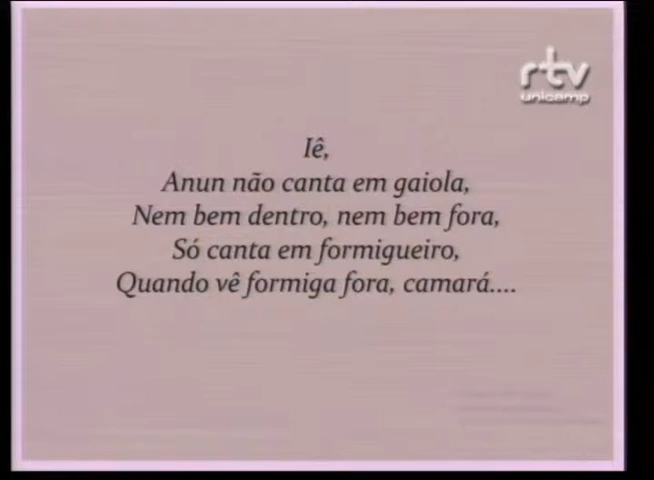 rtv
unicamp
Iê,
Anun não canta em gaiola,
Nem bem dentro, nem bem fora,
Só canta em formigueiro,
Quando vê formiga fora, camará....